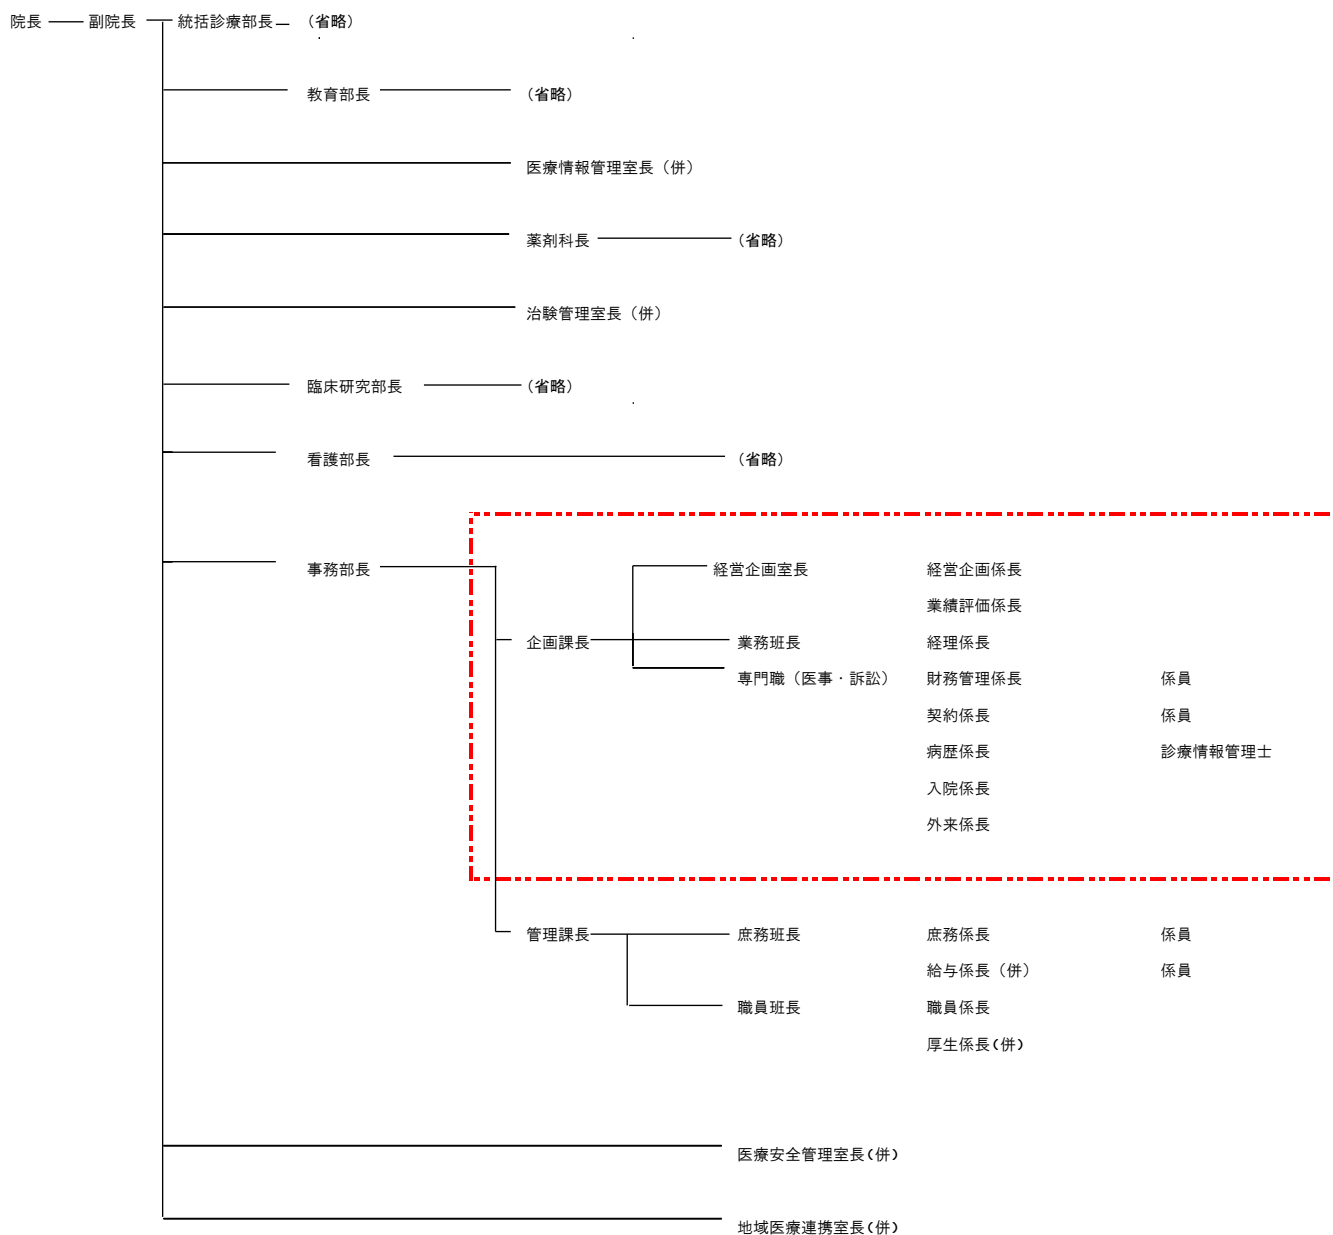 院長 副院長 統括診療部長 （省略）
教育部長 （省略）
医療情報管理室長（併）
薬剤科長 （省略）
治験管理室長（併）
臨床研究部長 （省略）
看護部長 （省略）
事務部長 経営企画室長 経営企画係長
業績評価係長
企画課長 業務班長 経理係長
専門職（医事・訴訟） 財務管理係長 係員
契約係長 係員
病歴係長 診療情報管理士
入院係長
外来係長
管理課長 庶務班長 庶務係長 係員
給与係長（併） 係員
職員班長 職員係長
厚生係長(併)
医療安全管理室長(併)
地域医療連携室長(併)